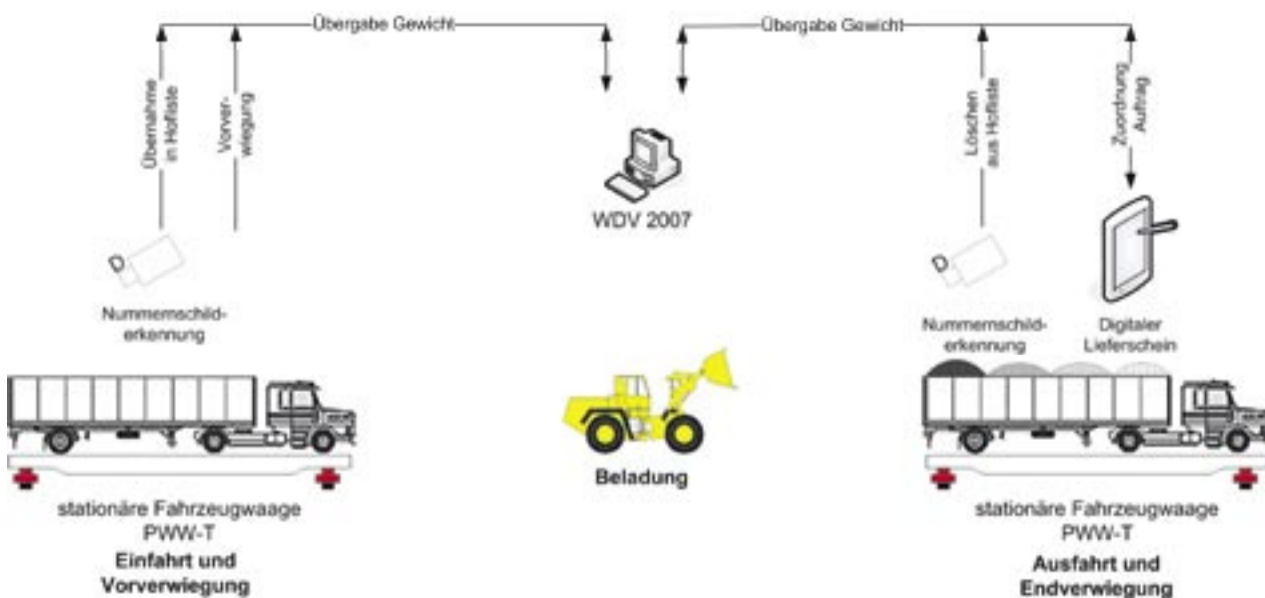 Übergabe Gewicht
Übergabe Gewicht
Übernahme
in Hofliste
Vorver-
wiegung
Löschen
aus Hofliste
Zuordnung
Auftrag
WDV 2007
Nummernschild-
erkennung
Nummernschild-
erkennung
Digitaler
Lieferschein
Beladung
stationäre Fahrzeugwaage
PWW-T
Einfahrt und
Vorverwiegung
stationäre Fahrzeugwaage
PWW-T
Ausfahrt und
Endverwiegung